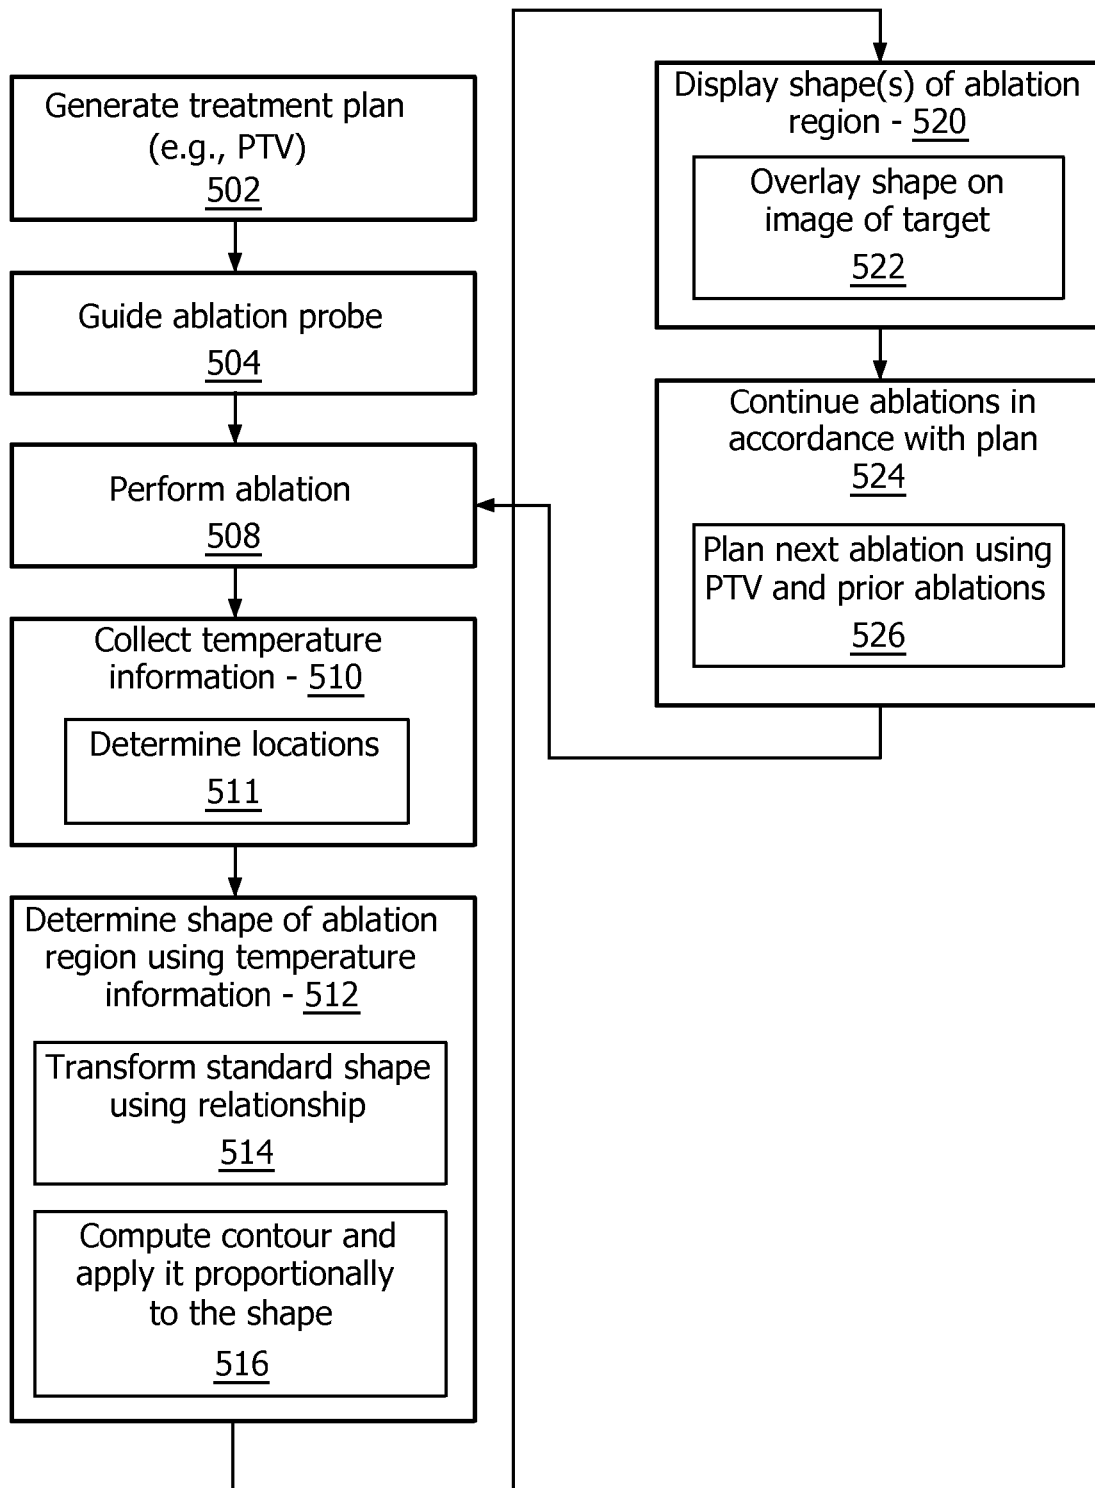 Generate treatment plan
(e.g., PTV)
502
Guide ablation probe
504
Perform ablation
508
Collect temperature
information - 510
Determine locations
511
Determine shape of ablation
region using temperature
information - 512
Transform standard shape
using relationship
514
Compute contour and
apply it proportionally
to the shape
516
Display shape(s) of ablation
region - 520
Overlay shape on
image of target
522
Continue ablations in
accordance with plan
524
Plan next ablation using
PTV and prior ablations
526